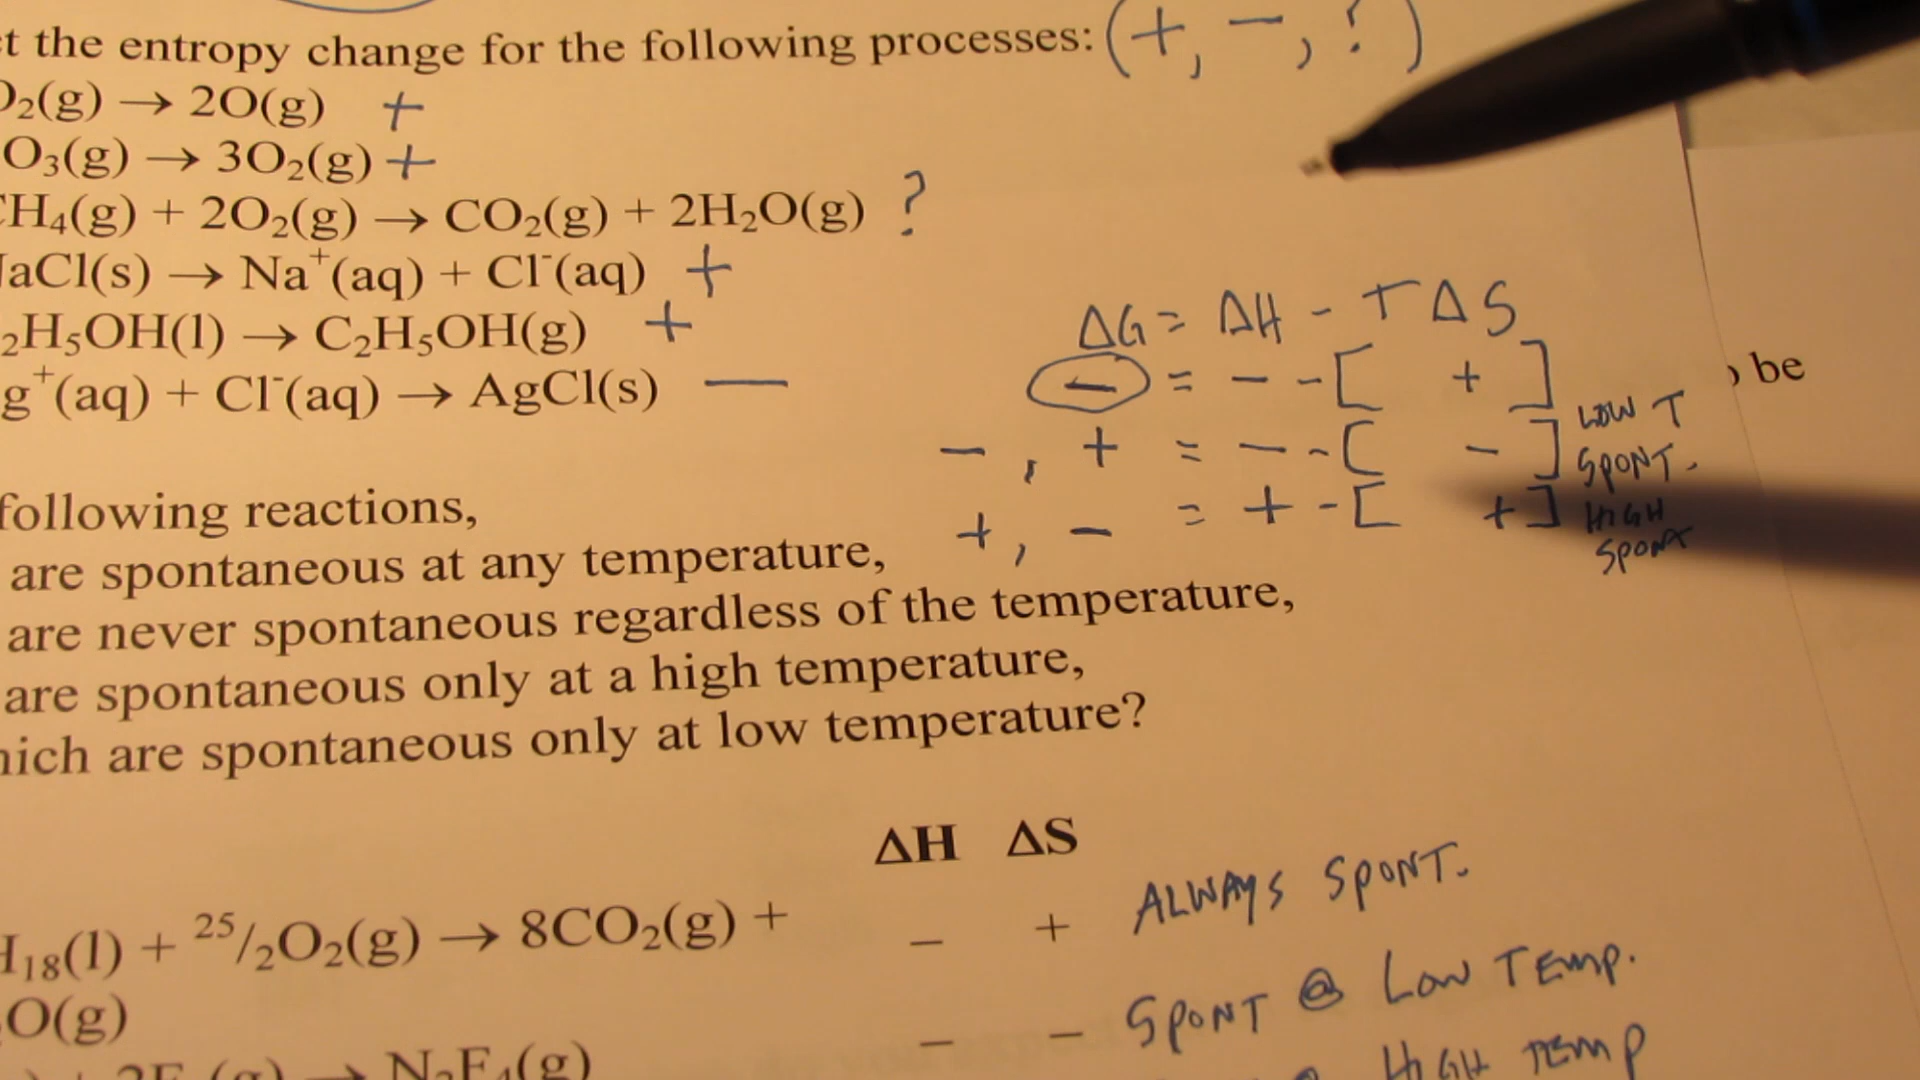 t the entropy change for the following processes: (+, −, ?)
O₂(g) → 2O(g) +
O₃(g) → 3O₂(g) +
CH₄(g) + 2O₂(g) → CO₂(g) + 2H₂O(g) ?
NaCl(s) → Na⁺(aq) + Cl⁻(aq) +
₂H₅OH(l) → C₂H₅OH(g) +
g⁺(aq) + Cl⁻(aq) → AgCl(s) —
ΔG = ΔH - TΔS
− = − - [ + ]
be
−, + = − - [ − ] LOW T SPONT.
+, − = + - [ + ] HIGH SPONT
following reactions,
are spontaneous at any temperature,
are never spontaneous regardless of the temperature,
are spontaneous only at a high temperature,
hich are spontaneous only at low temperature?
ΔH ΔS
H₁₈(l) + ²⁵/₂O₂(g) → 8CO₂(g) + − + ALWAYS SPONT.
O(g)
− − SPONT @ LOW TEMP.
N₂F₄(g)
HIGH TEMP